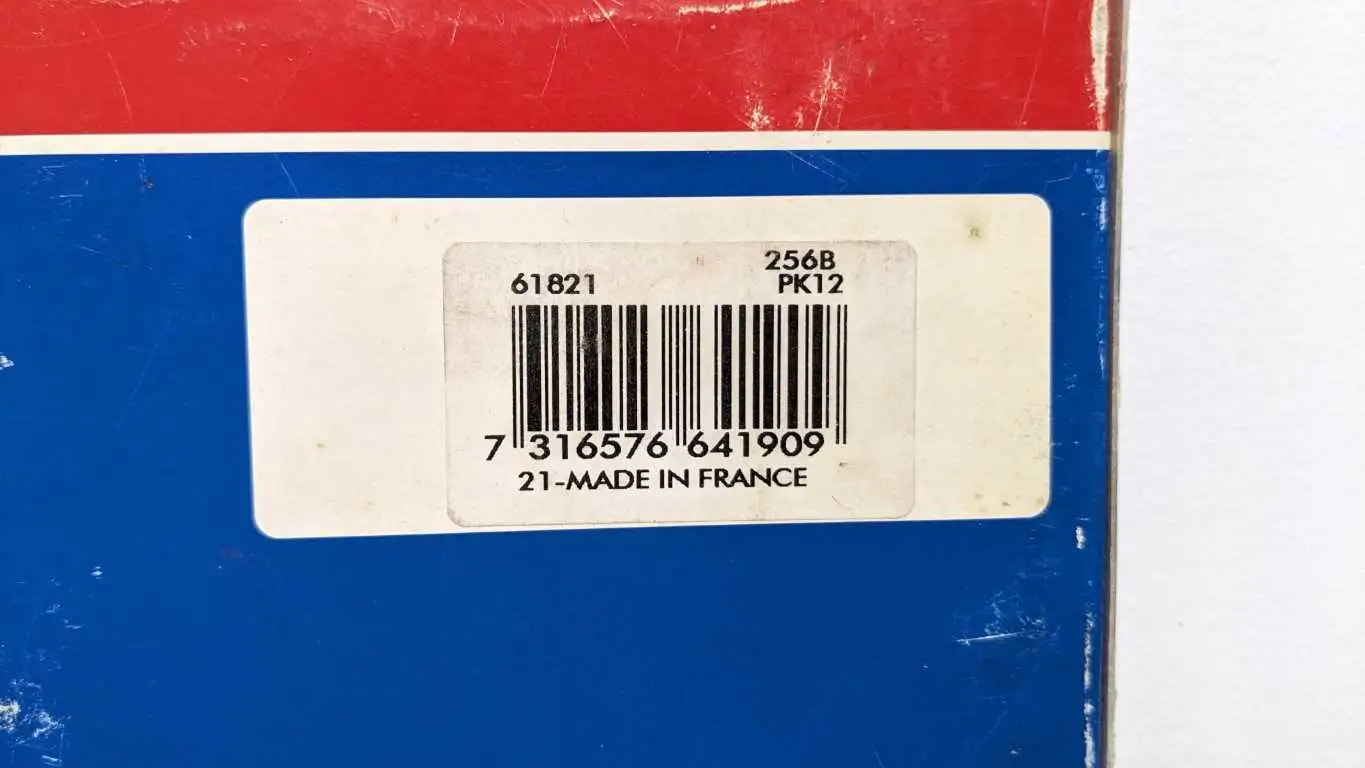 256B
61821 PK12
7 316576 641909
21-MADE IN FRANCE